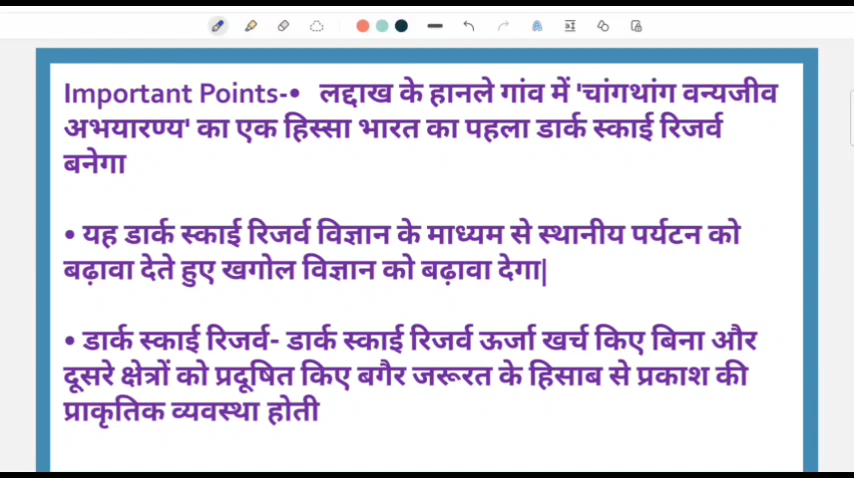 Important Points-• लद्दाख के हानले गांव में 'चांगथांग वन्यजीव
अभयारण्य' का एक हिस्सा भारत का पहला डार्क स्काई रिजर्व
बनेगा
• यह डार्क स्काई रिजर्व विज्ञान के माध्यम से स्थानीय पर्यटन को
बढ़ावा देते हुए खगोल विज्ञान को बढ़ावा देगा|
• डार्क स्काई रिजर्व- डार्क स्काई रिजर्व ऊर्जा खर्च किए बिना और
दूसरे क्षेत्रों को प्रदूषित किए बगैर जरूरत के हिसाब से प्रकाश की
प्राकृतिक व्यवस्था होती